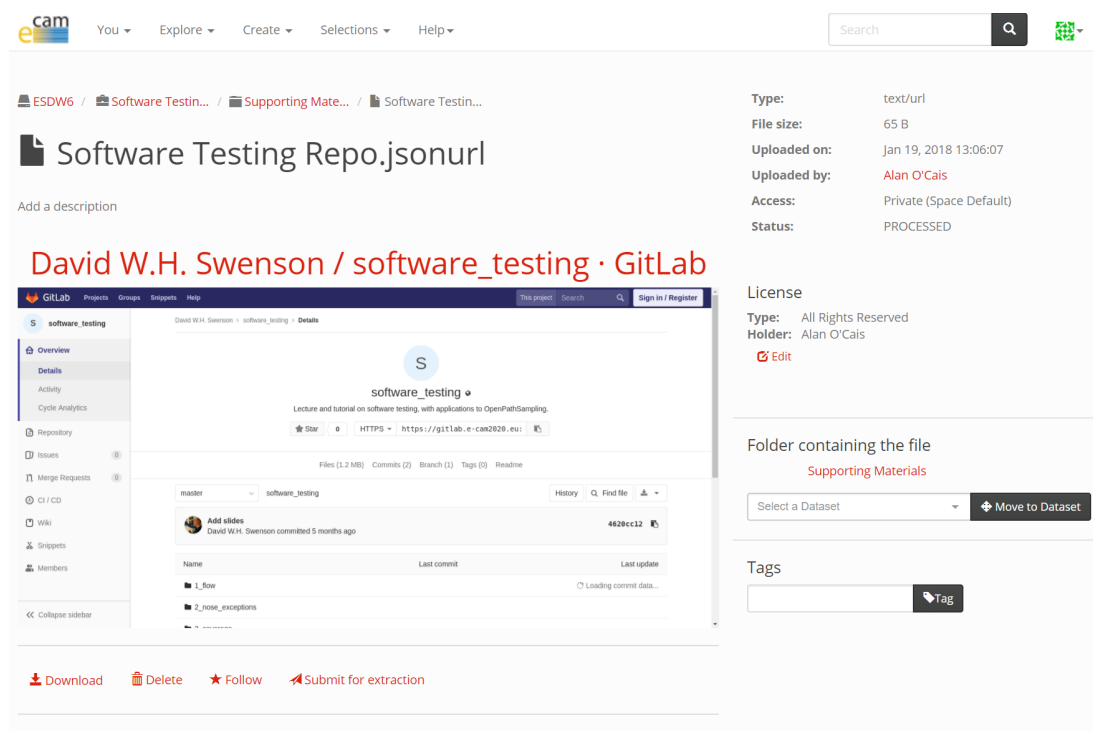 e cam
You Explore Create Selections Help Search
ESDW6 / Software Testin... / Supporting Mate... / Software Testin...
Software Testing Repo.jsonurl
Add a description
David W.H. Swenson / software_testing · GitLab
GitLab Projects Groups Snippets Help This project Search Sign in / Register
S software_testing
David W.H. Swenson > software_testing > Details
Overview
Details
Activity
Cycle Analytics
Repository
Issues 0
Merge Requests 0
CI / CD
Wiki
Snippets
Members
<< Collapse sidebar
S
software_testing
Lecture and tutorial on software testing, with applications to OpenPathSampling.
Star 0 HTTPS https://gitlab.e-cam2020.eu:
Files (1.2 MB) Commits (2) Branch (1) Tags (0) Readme
master software_testing History Find file
Add slides
David W.H. Swenson committed 5 months ago
4620cc12
Name Last commit Last update
1_flow Loading commit data...
2_nose_exceptions
Download Delete Follow Submit for extraction
Type: text/url
File size: 65 B
Uploaded on: Jan 19, 2018 13:06:07
Uploaded by: Alan O'Cais
Access: Private (Space Default)
Status: PROCESSED
License
Type: All Rights Reserved
Holder: Alan O'Cais
Edit
Folder containing the file
Supporting Materials
Select a Dataset Move to Dataset
Tags
Tag